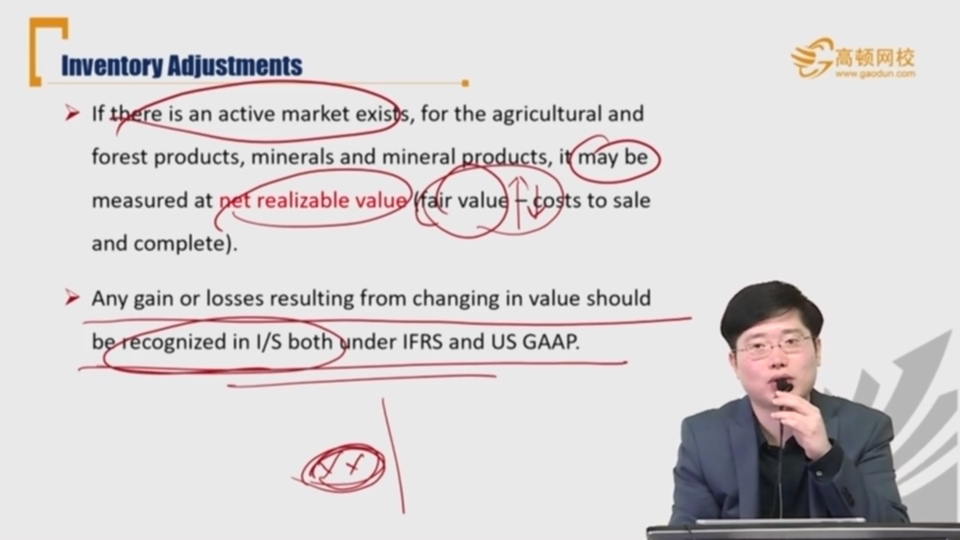 Inventory Adjustments
高顿网校
www.gaodun.com
If there is an active market exists, for the agricultural and
forest products, minerals and mineral products, it may be
measured at net realizable value (fair value – costs to sale
and complete).
Any gain or losses resulting from changing in value should
be recognized in I/S both under IFRS and US GAAP.